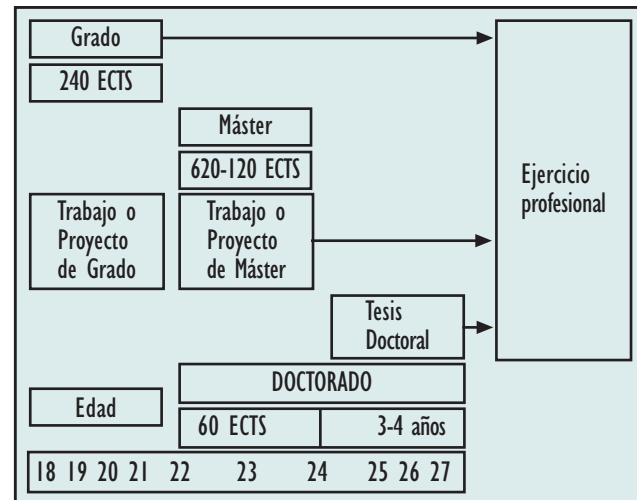 Grado
240 ECTS
Máster
620-120 ECTS
Trabajo o
Proyecto
de Grado
Trabajo o
Proyecto
de Máster
Ejercicio
profesional
Tesis
Doctoral
DOCTORADO
Edad
60 ECTS 3-4 años
18 19 20 21 22 23 24 25 26 27